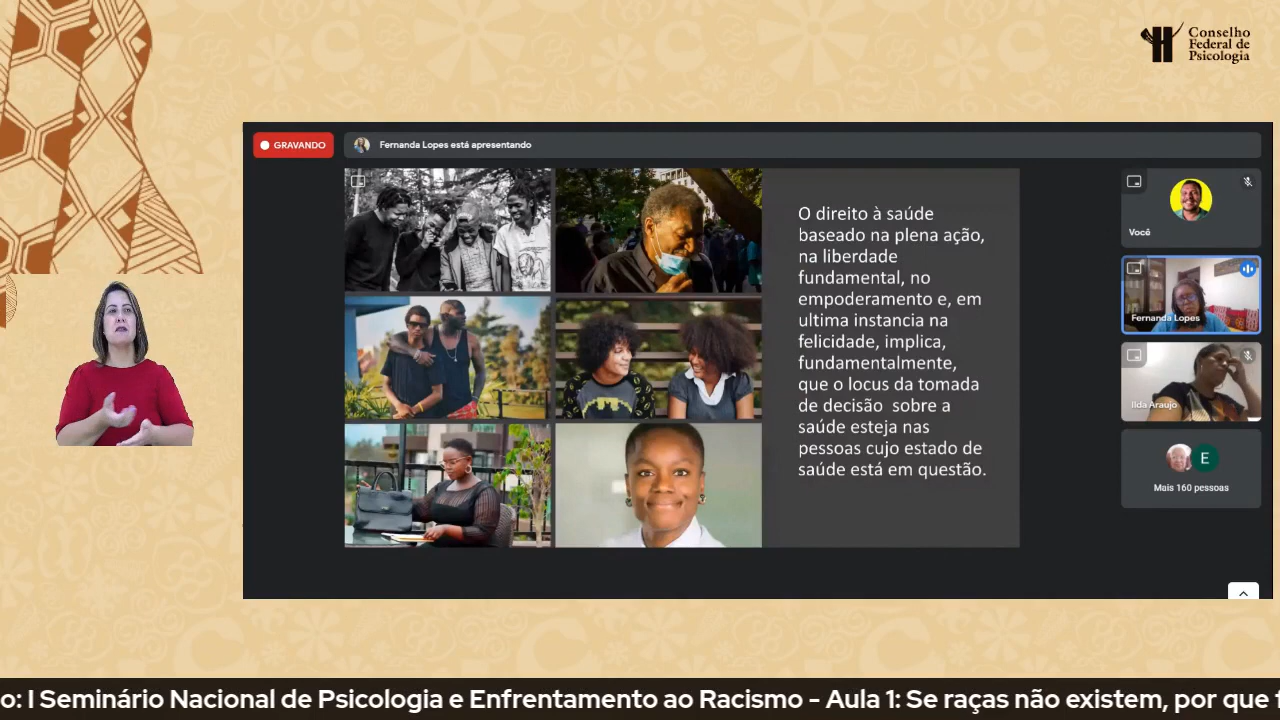 Conselho
Federal de
Psicologia
GRAVANDO
Fernanda Lopes está apresentando
O direito à saúde
baseado na plena ação,
na liberdade
fundamental, no
empoderamento e, em
ultima instancia na
felicidade, implica,
fundamentalmente,
que o locus da tomada
de decisão sobre a
saúde esteja nas
pessoas cujo estado de
saúde está em questão.
Você
Fernanda Lopes
Ilda Araujo
E
Mais 160 pessoas
o: I Seminário Nacional de Psicologia e Enfrentamento ao Racismo - Aula 1: Se raças não existem, por que